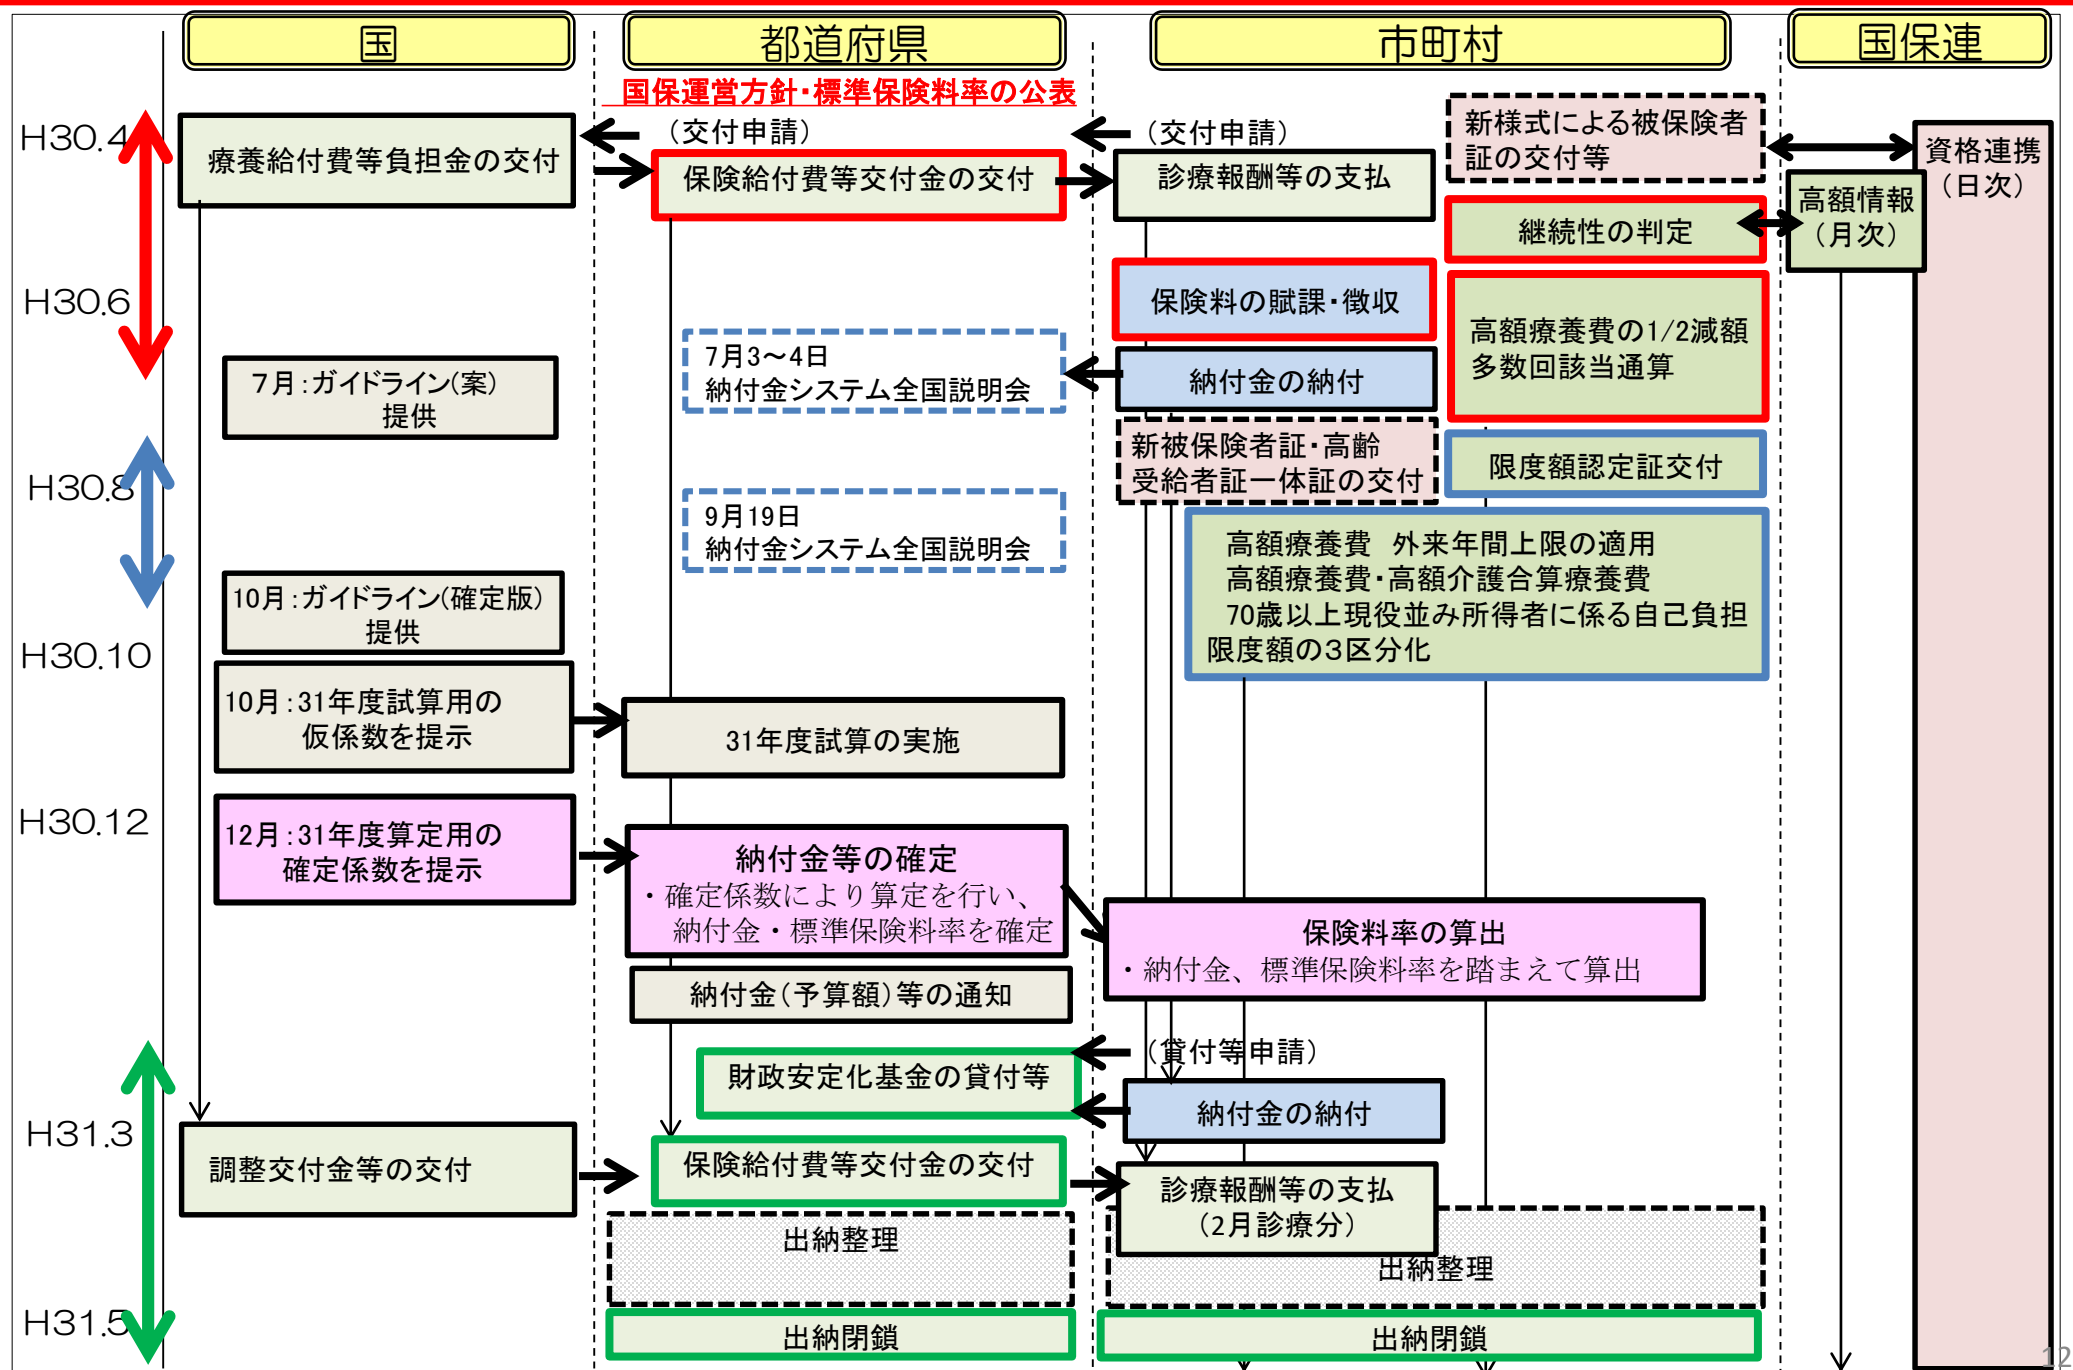 国
都道府県
市町村
国保連
国保運営方針・標準保険料率の公表
H30.4
療養給付費等負担金の交付
(交付申請)
保険給付費等交付金の交付
(交付申請)
診療報酬等の支払
新様式による被保険者
証の交付等
資格連携
(日次)
高額情報
(月次)
継続性の判定
H30.6
保険料の賦課・徴収
高額療養費の1/2減額
多数回該当通算
7月3~4日
納付金システム全国説明会
納付金の納付
7月:ガイドライン(案)
提供
新被保険者証・高齢
受給者証一体証の交付
限度額認定証交付
H30.8
9月19日
納付金システム全国説明会
高額療養費 外来年間上限の適用
高額療養費・高額介護合算療養費
70歳以上現役並み所得者に係る自己負担
限度額の3区分化
10月:ガイドライン(確定版)
提供
H30.10
10月:31年度試算用の
仮係数を提示
31年度試算の実施
H30.12
12月:31年度算定用の
確定係数を提示
納付金等の確定
・確定係数により算定を行い、
納付金・標準保険料率を確定
保険料率の算出
・納付金、標準保険料率を踏まえて算出
納付金(予算額)等の通知
(貸付等申請)
財政安定化基金の貸付等
納付金の納付
H31.3
調整交付金等の交付
保険給付費等交付金の交付
診療報酬等の支払
(2月診療分)
出納整理
出納整理
H31.5
出納閉鎖
出納閉鎖
12